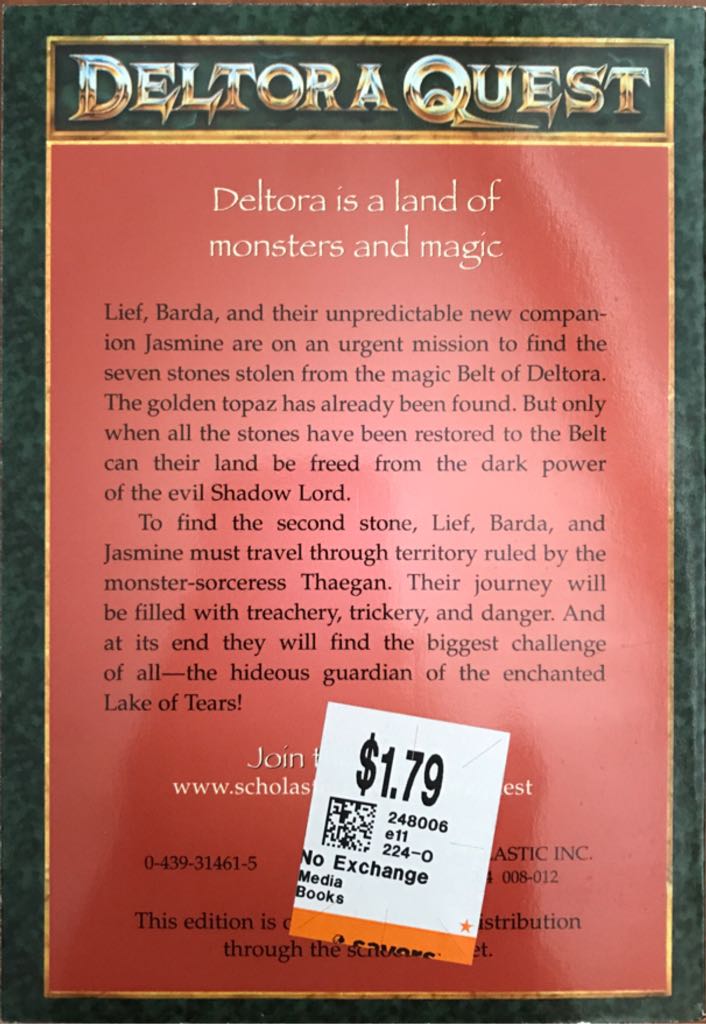 DELTORA QUEST
Deltora is a land of
monsters and magic
Lief, Barda, and their unpredictable new compan-
ion Jasmine are on an urgent mission to find the
seven stones stolen from the magic Belt of Deltora.
The golden topaz has already been found. But only
when all the stones have been restored to the Belt
can their land be freed from the dark power
of the evil Shadow Lord.
To find the second stone, Lief, Barda, and
Jasmine must travel through territory ruled by the
monster-sorceress Thaegan. Their journey will
be filled with treachery, trickery, and danger. And
at its end they will find the biggest challenge
of all—the hideous guardian of the enchanted
Lake of Tears!
Join
www.scholas est
$1.79
248006
e11
224-0
No Exchange
Media
Books
savers
0-439-31461-5
ASTIC INC.
008-012
This edition is istribution
through the